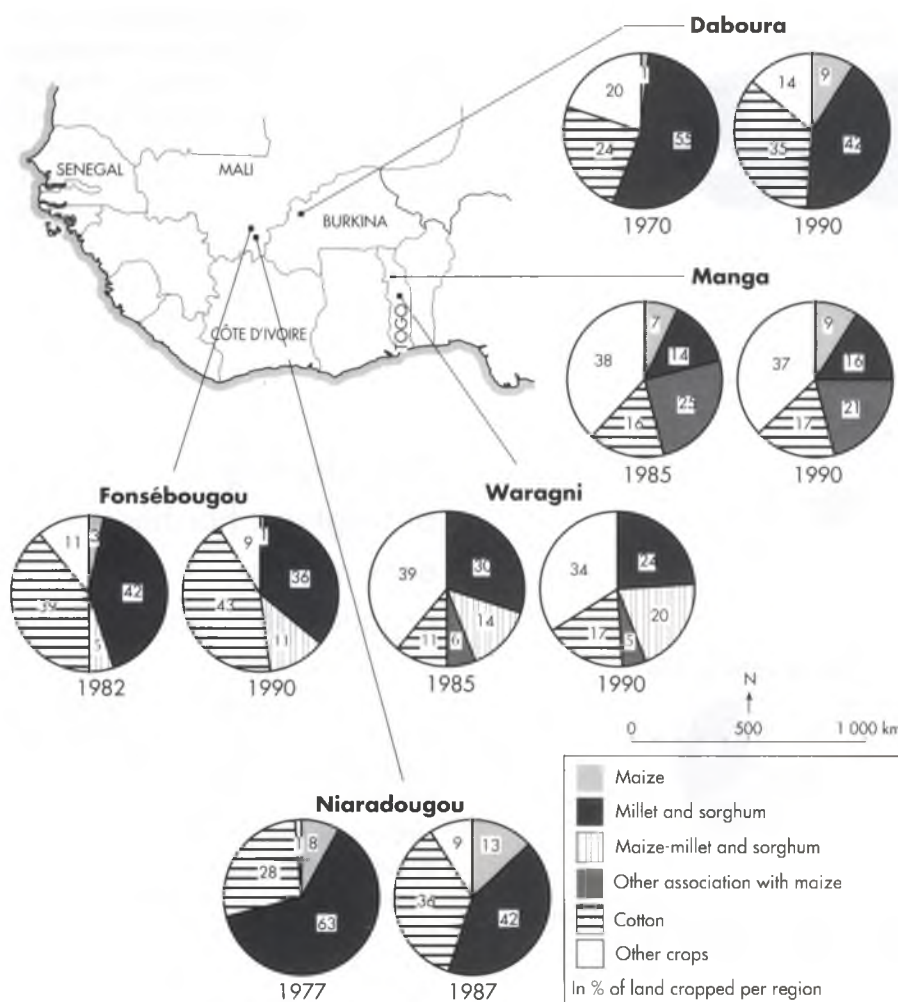 Daboura
20
1
24
55
1970
14
9
35
42
1990
SENEGAL
MALI
BURKINA
CÔTE D'IVOIRE
TOGO
Manga
38
7
14
25
16
1985
37
9
16
21
17
1990
Fonsébougou
11
3
42
39
5
1982
9
1
36
43
11
1990
Waragni
39
30
14
11
6
1985
34
24
20
17
5
1990
N
0 500 1 000 km
Niaradougou
1
8
28
63
1977
9
13
36
42
1987
Maize
Millet and sorghum
Maize-millet and sorghum
Other association with maize
Cotton
Other crops
In % of land cropped per region